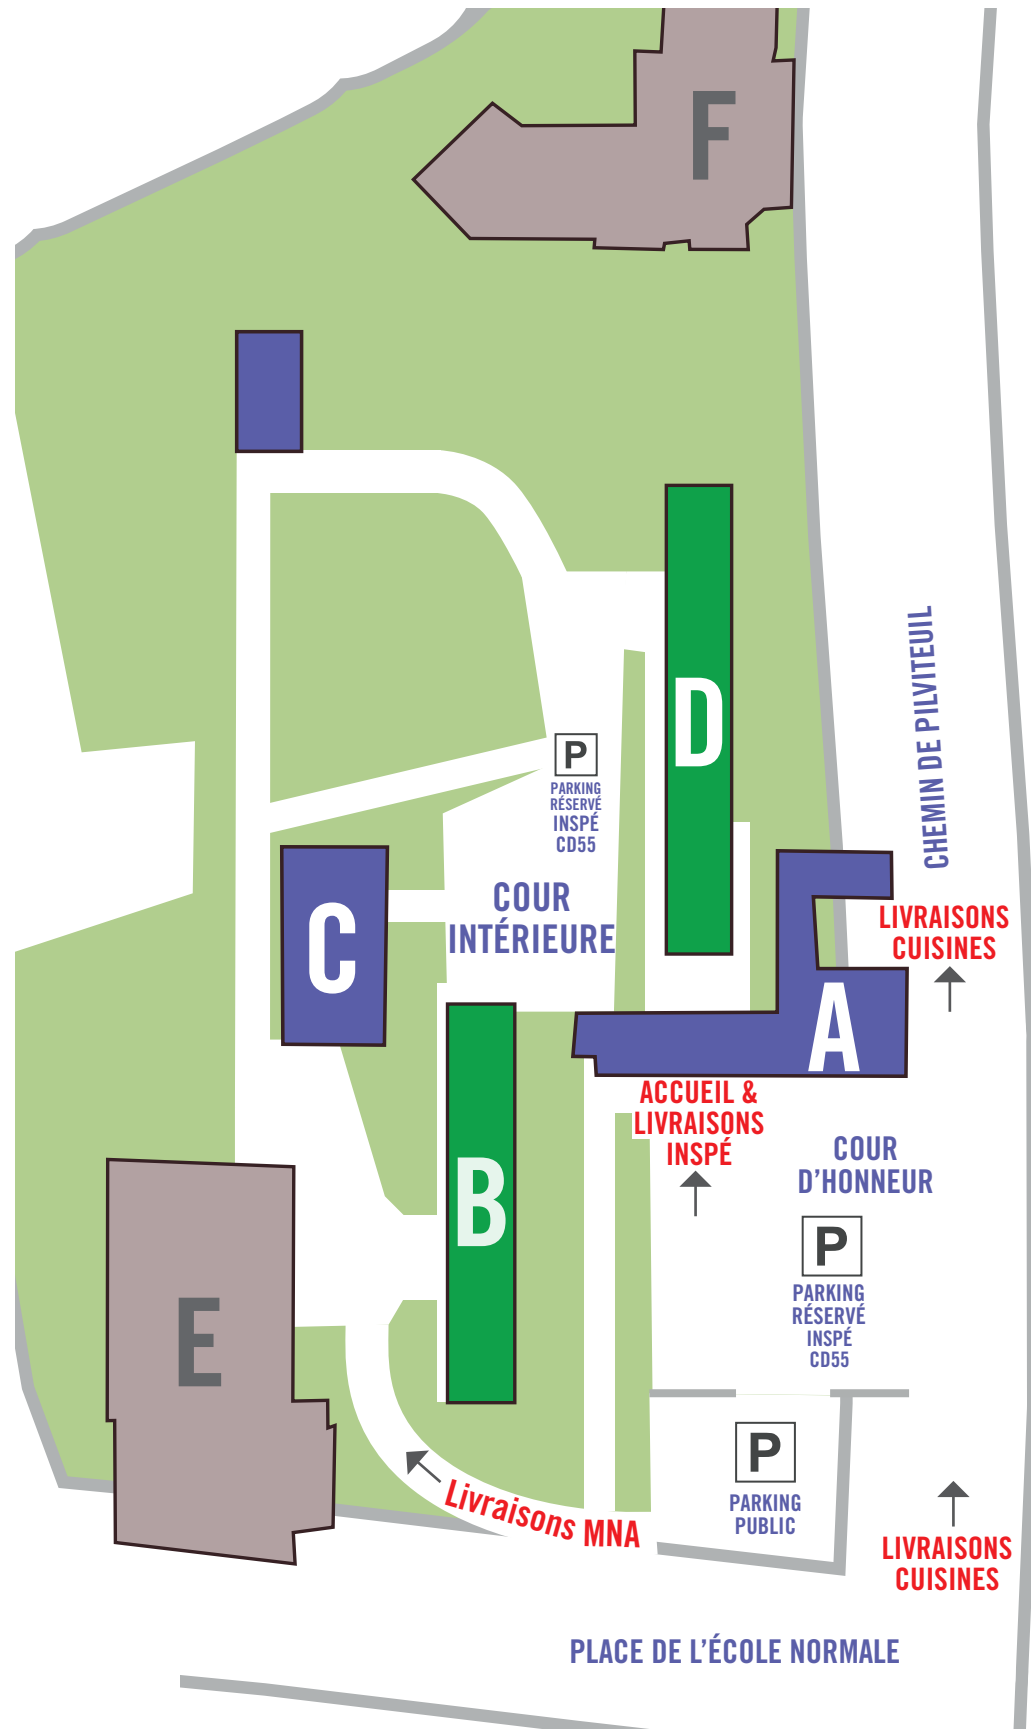 F
D
CHEMIN DE PILVITEUIL
P
PARKING
RÉSERVÉ
INSPÉ
CD55
COUR
INTÉRIEURE
C
LIVRAISONS
CUISINES
A
ACCUEIL &
LIVRAISONS
INSPÉ
COUR
D'HONNEUR
B
P
PARKING
RÉSERVÉ
INSPÉ
CD55
E
P
PARKING
PUBLIC
Livraisons MNA
LIVRAISONS
CUISINES
PLACE DE L'ÉCOLE NORMALE